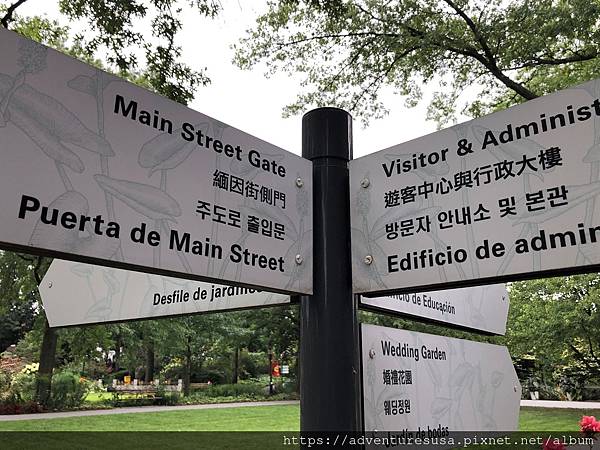 Main Street Gate
緬因街側門
주도로 출입문
Puerta de Main Street
Visitor &
遊客中心與行政大樓
방문자 안내소 및 본관
Edificio de
Desfile de
de Educación
Wedding Garden
婚禮花園
웨딩정원
de bodas
https://adventuresusa.pixnet.net/album